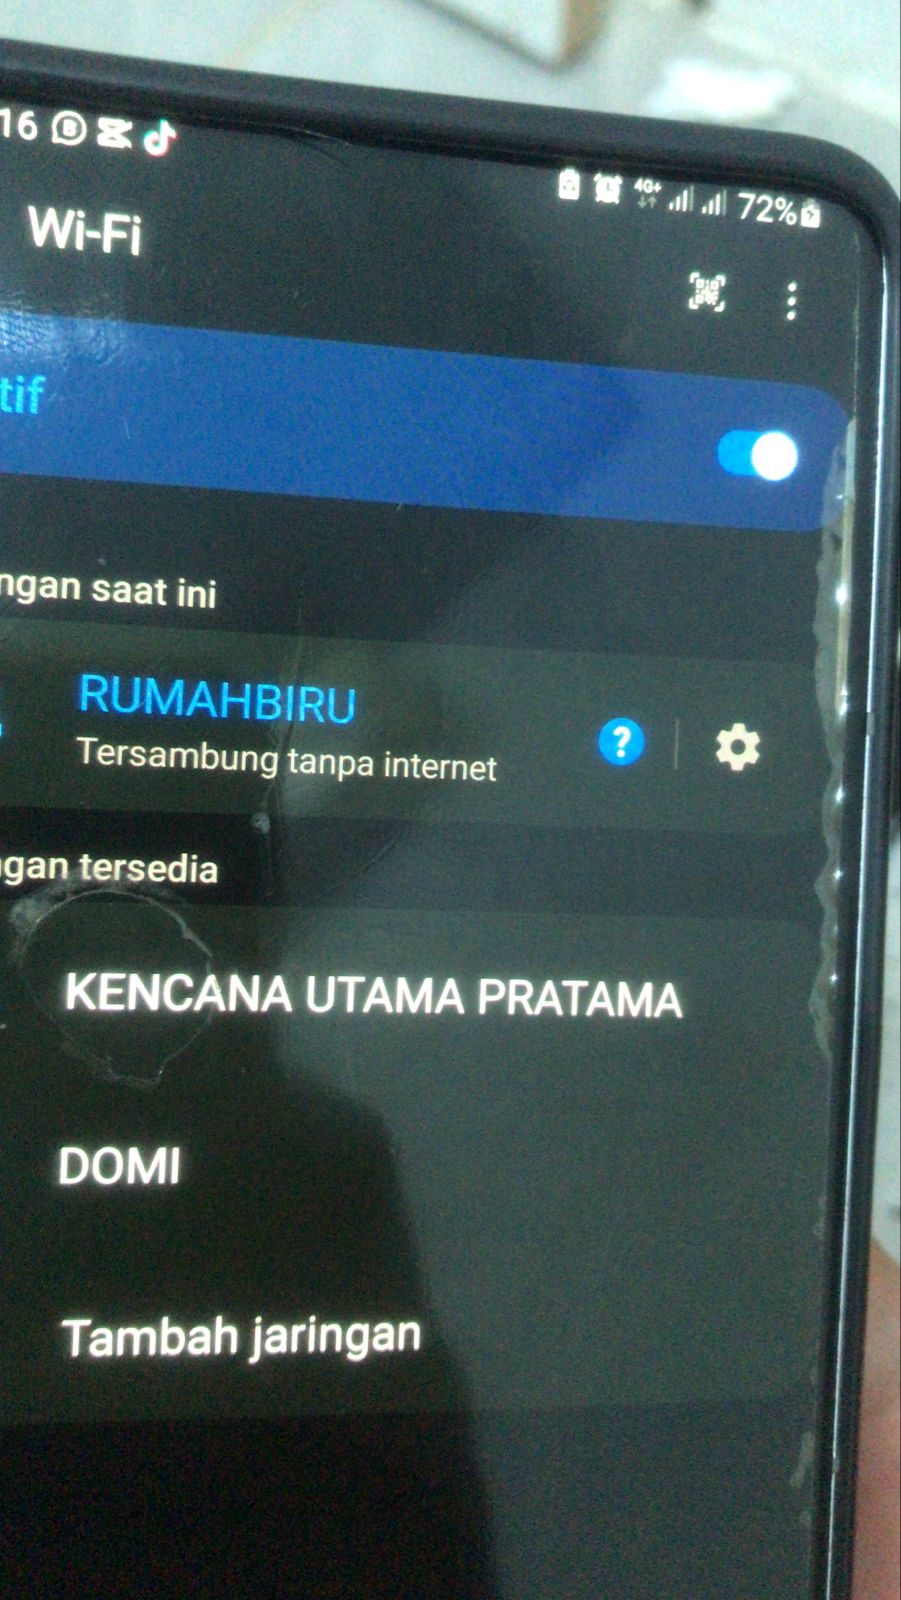 16
4G+
72%
Wi-Fi
tif
ngan saat ini
RUMAHBIRU
Tersambung tanpa internet
?
ngan tersedia
KENCANA UTAMA PRATAMA
DOMI
Tambah jaringan